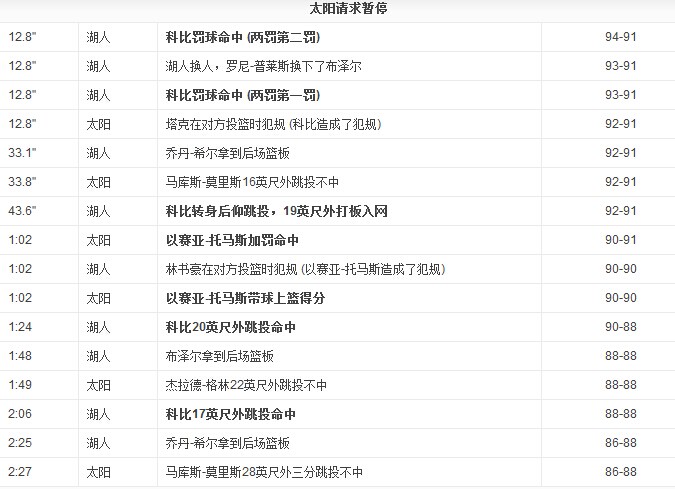 太阳请求暂停
12.8" 湖人 科比罚球命中 (两罚第二罚) 94-91
12.8" 湖人 湖人换人，罗尼-普莱斯换下了布泽尔 93-91
12.8" 湖人 科比罚球命中 (两罚第一罚) 93-91
12.8" 太阳 塔克在对方投篮时犯规 (科比造成了犯规) 92-91
33.1" 湖人 乔丹-希尔拿到后场篮板 92-91
33.8" 太阳 马库斯-莫里斯16英尺外跳投不中 92-91
43.6" 湖人 科比转身后仰跳投，19英尺外打板入网 92-91
1:02 太阳 以赛亚-托马斯加罚命中 90-91
1:02 湖人 林书豪在对方投篮时犯规 (以赛亚-托马斯造成了犯规) 90-90
1:02 太阳 以赛亚-托马斯带球上篮得分 90-90
1:24 湖人 科比20英尺外跳投命中 90-88
1:48 湖人 布泽尔拿到后场篮板 88-88
1:49 太阳 杰拉德-格林22英尺外跳投不中 88-88
2:06 湖人 科比17英尺外跳投命中 88-88
2:25 湖人 乔丹-希尔拿到后场篮板 86-88
2:27 太阳 马库斯-莫里斯28英尺外三分跳投不中 86-88